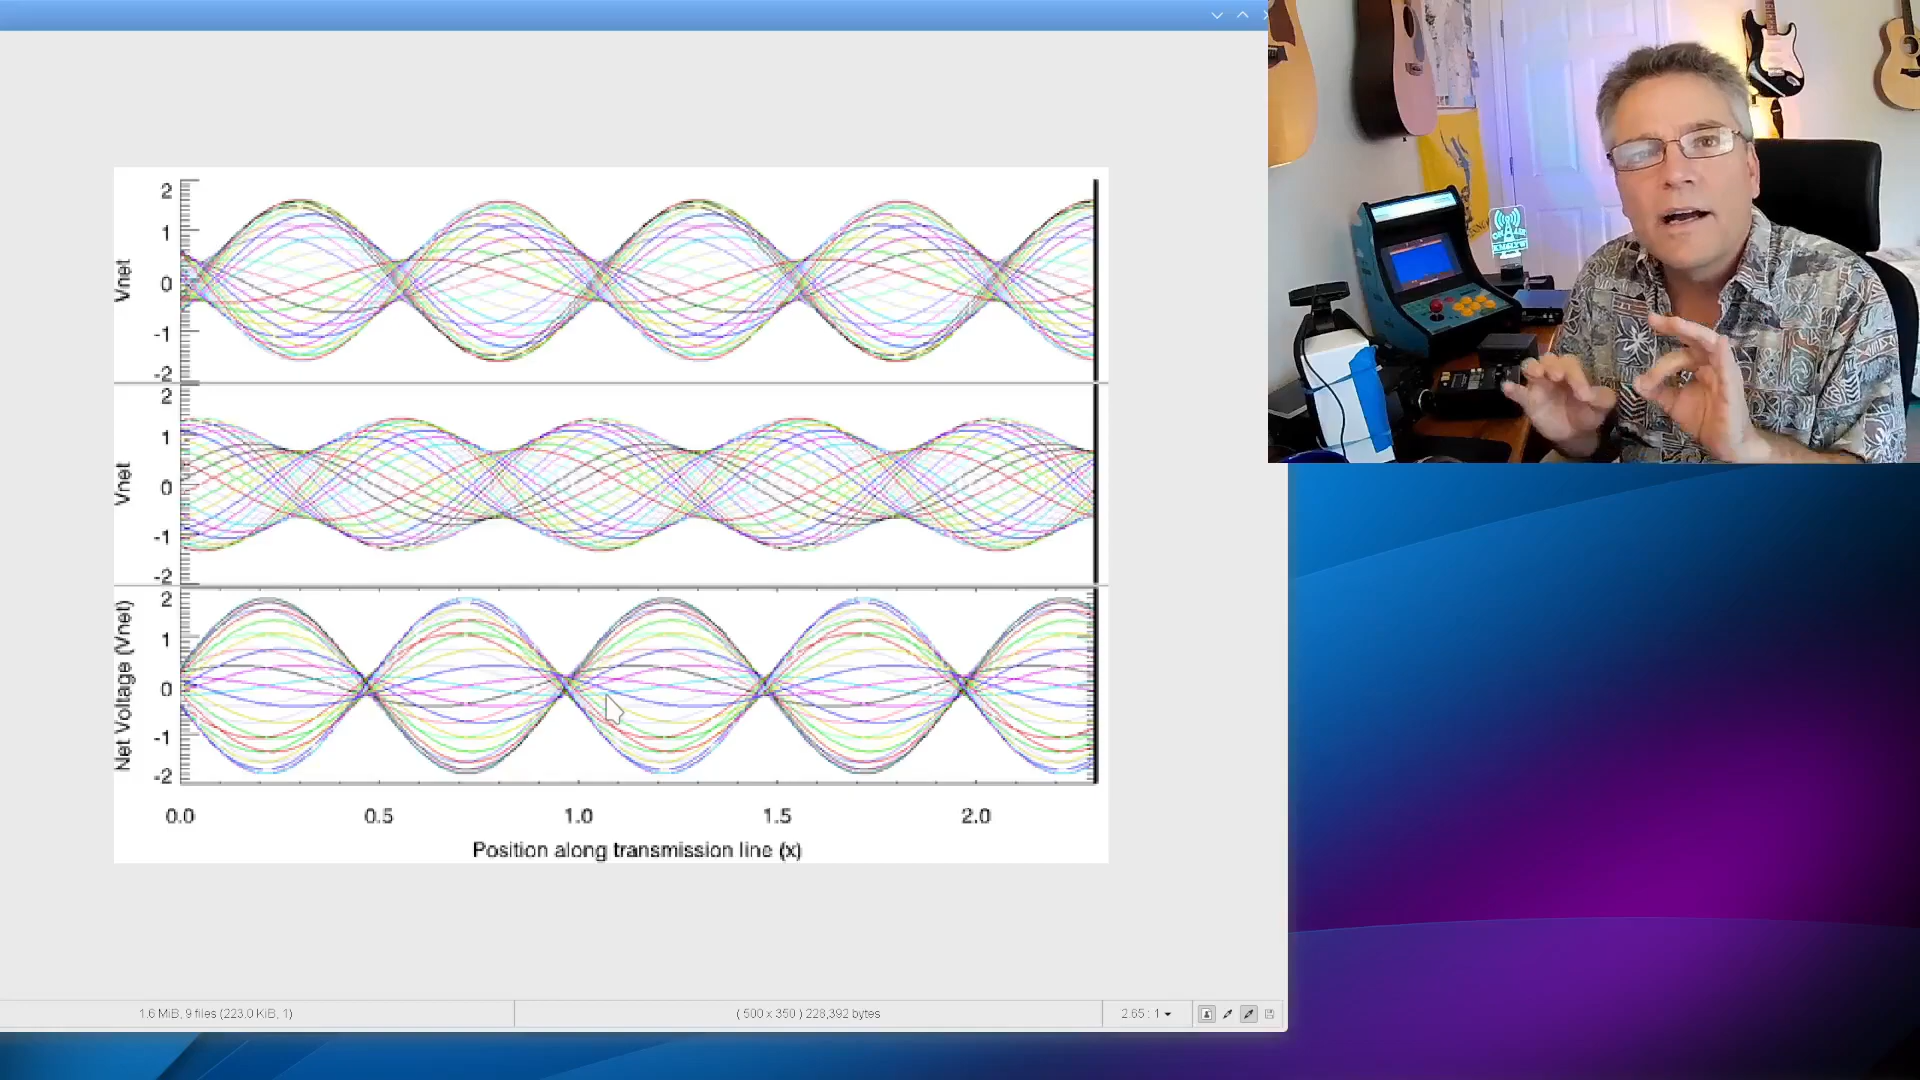 2
1
0
-1
-2
Vnet
2
1
0
-1
-2
Vnet
2
1
0
-1
-2
Net Voltage (Vnet)
0.0 0.5 1.0 1.5 2.0
Position along transmission line (x)
1.6 MiB, 9 files (223.0 KiB, 1)
( 500 x 350 ) 228,392 bytes
2.65 : 1